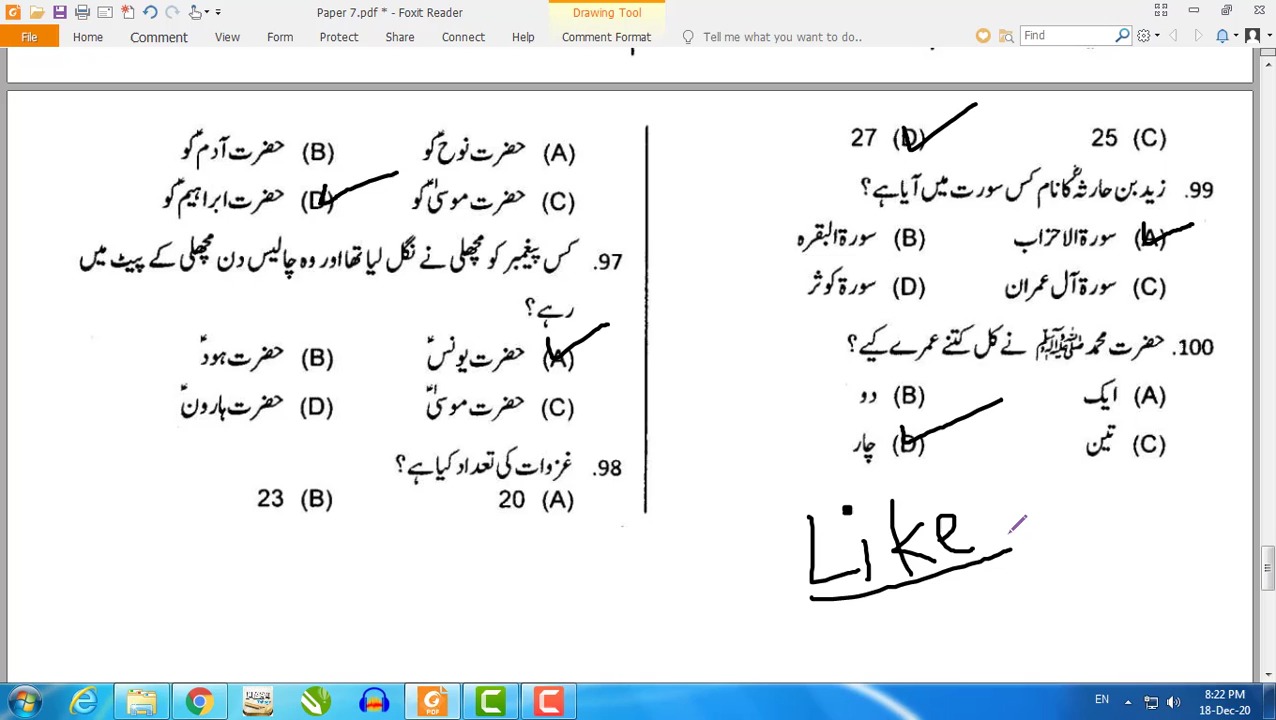 Paper 7.pdf * - Foxit Reader
Drawing Tool
File Home Comment View Form Protect Share Connect Help Comment Format Tell me what you want to do.. Find
(A) حضرت نوحؑ کو (B) حضرت آدمؑ کو
(C) حضرت موسیٰؑ کو (D) حضرت ابراہیمؑ کو
97. کس پیغمبر کو مچھلی نے نگل لیا تھا اور وہ چالیس دن مچھلی کے پیٹ میں
رہے؟
(A) حضرت یونسؑ (B) حضرت ہودؑ
(C) حضرت موسیٰؑ (D) حضرت ہارونؑ
98. غزوات کی تعداد کیا ہے؟
(A) 20 (B) 23
(C) 25 (D) 27
99. زید بن حارثہؓ کا نام کس سورت میں آیا ہے؟
(A) سورۃ الاحزاب (B) سورۃ البقرہ
(C) سورۃ آل عمران (D) سورۃ کوثر
100. حضرت محمد ﷺ نے کل کتنے عمرے کیے؟
(A) ایک (B) دو
(C) تین (D) چار
Like
EN
8:22 PM
18-Dec-20